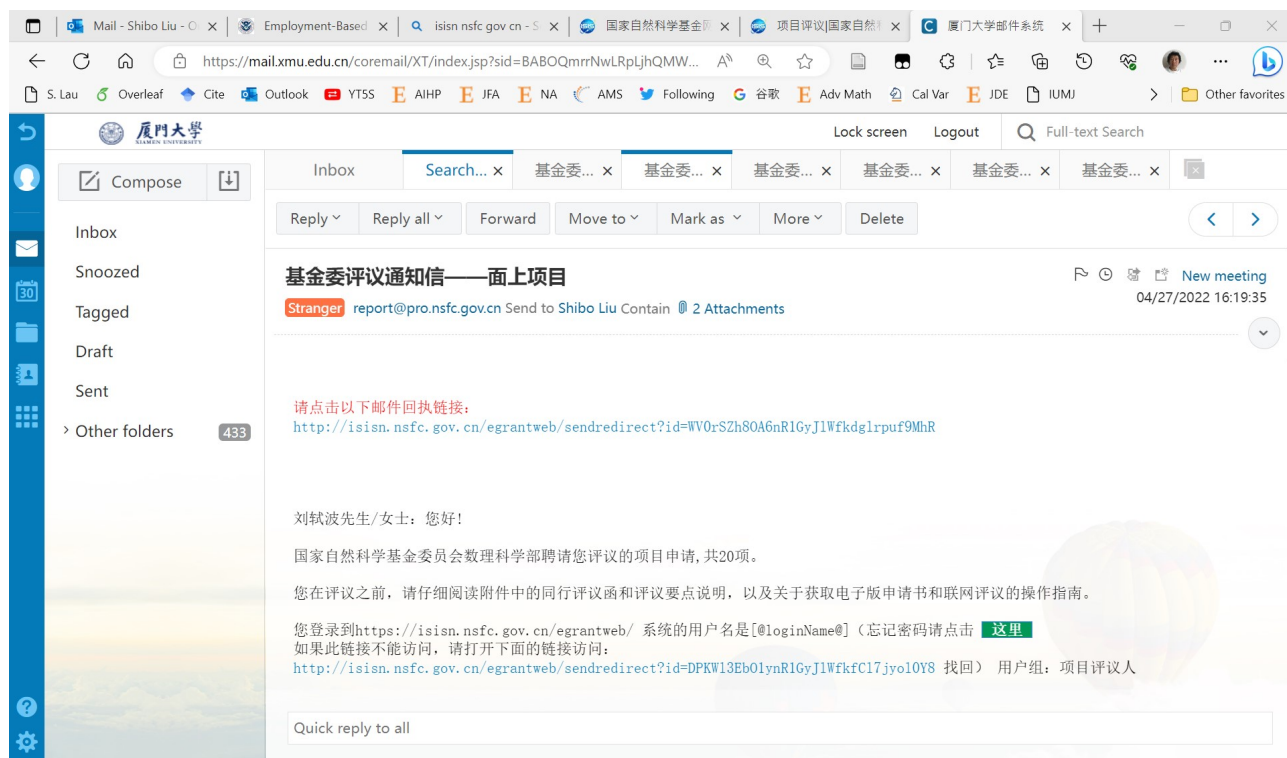 Mail - Shibo Liu - O
Employment-Based
isisn nsfc gov cn - S
国家自然科学基金
项目评议|国家自然
厦门大学邮件系统
https://mail.xmu.edu.cn/coremail/XT/index.jsp?sid=BABOQmrNwLRpLjhQMW...
S. Lau
Overleaf
Cite
Outlook
YTSS
AIHP
JFA
NA
AMS
Following
谷歌
Adv Math
Cal Var
JDE
IUMJ
Other favorites
厦門大學
XIAMEN UNIVERSITY
Lock screen
Logout
Full-text Search
Compose
Inbox
Search...
基金委...
基金委...
基金委...
基金委...
基金委...
基金委...
Reply
Reply all
Forward
Move to
Mark as
More
Delete
Inbox
Snoozed
Tagged
30
Draft
Sent
Other folders 433
基金委评议通知信——面上项目
New meeting
Stranger report@pro.nsfc.gov.cn Send to Shibo Liu Contain 2 Attachments
04/27/2022 16:19:35
请点击以下邮件回执链接：
http://isisn.nsfc.gov.cn/egrantweb/sendredirect?id=WV0rSZh8OA6nR1GyJlWfkdglrpuf9MhR
刘轼波先生/女士：您好！
国家自然科学基金委员会数理科学部聘请您评议的项目申请,共20项。
您在评议之前，请仔细阅读附件中的同行评议函和评议要点说明，以及关于获取电子版申请书和联网评议的操作指南。
您登录到https://isisn.nsfc.gov.cn/egrantweb/ 系统的用户名是[@loginName@]（忘记密码请点击 这里
如果此链接不能访问，请打开下面的链接访问：
http://isisn.nsfc.gov.cn/egrantweb/sendredirect?id=DPKWl3EbO1ynR1GyJlWfkfCl7jyol0Y8 找回） 用户组：项目评议人
Quick reply to all